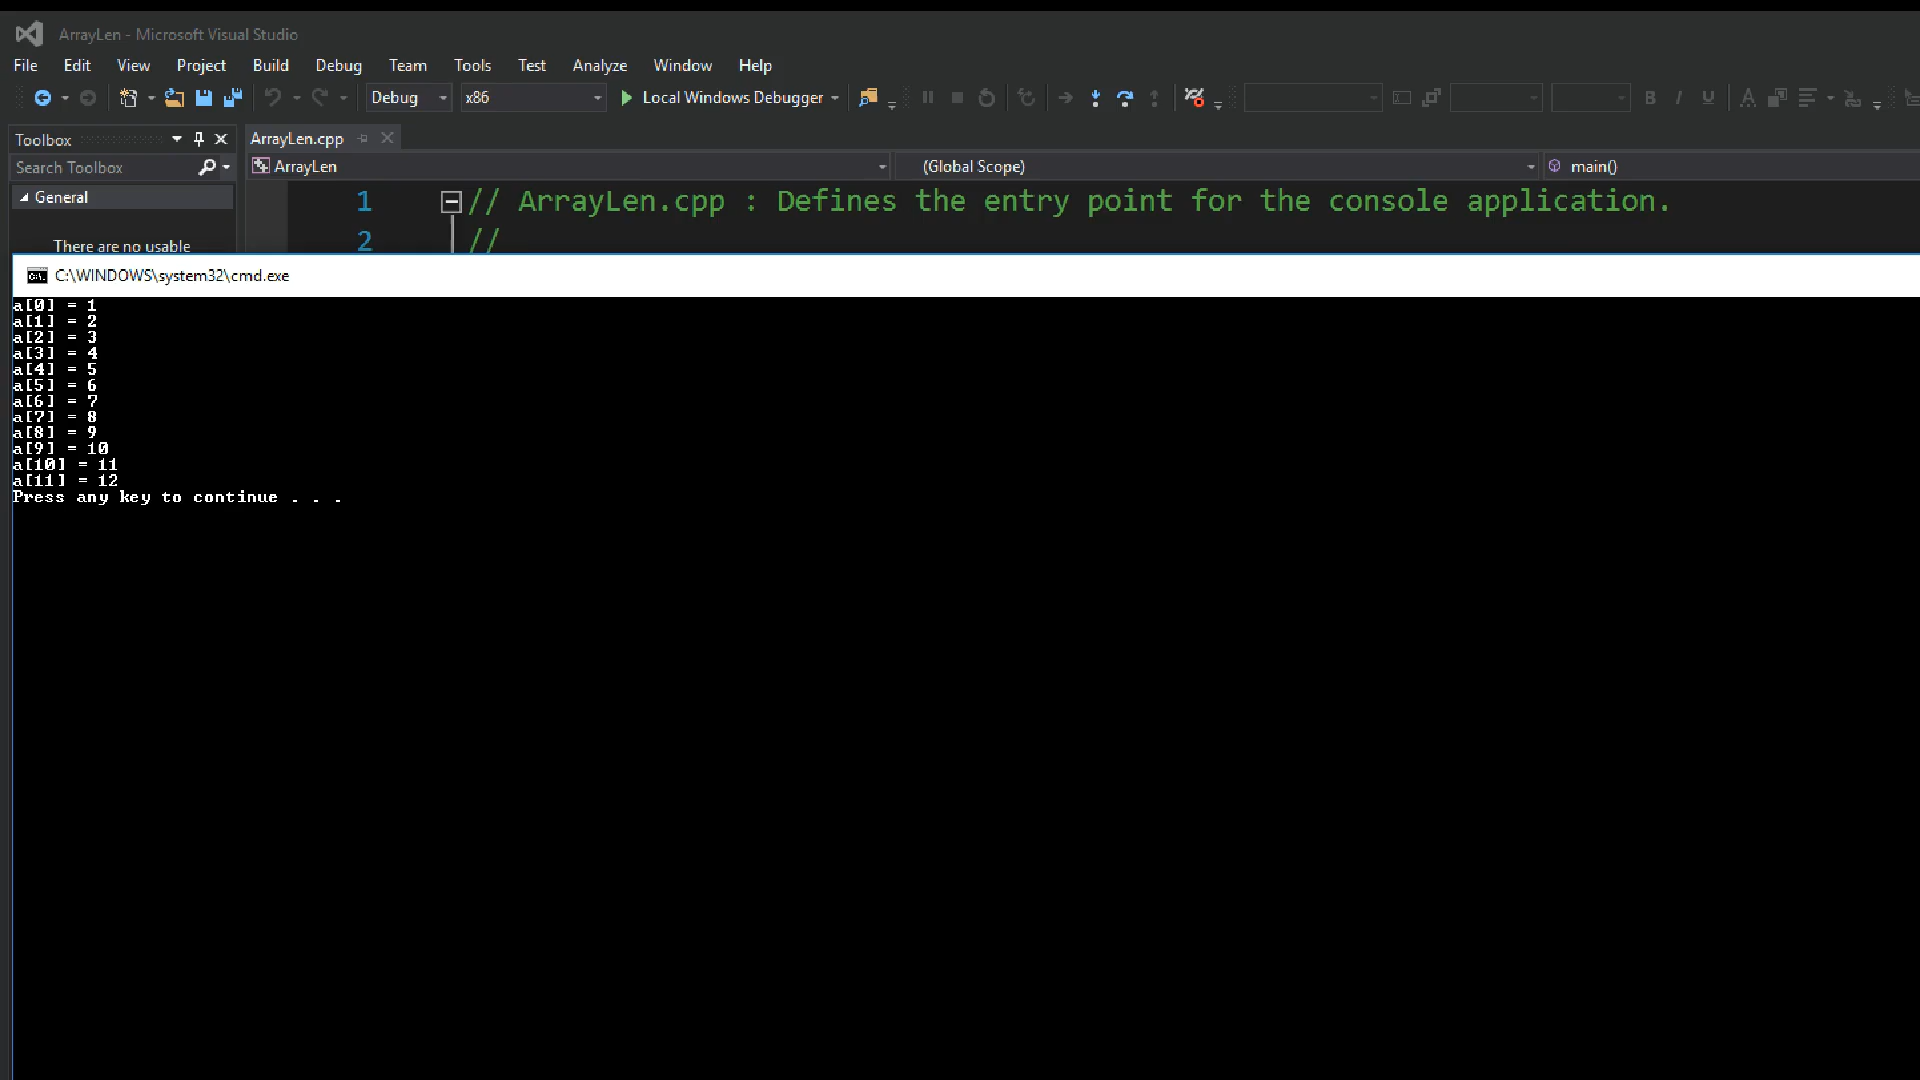 ArrayLen - Microsoft Visual Studio
File Edit View Project Build Debug Team Tools Test Analyze Window Help
Debug x86 Local Windows Debugger
Toolbox
ArrayLen.cpp
Search Toolbox
ArrayLen (Global Scope) main()
General
1 // ArrayLen.cpp : Defines the entry point for the console application.
2 //
There are no usable
C:\WINDOWS\system32\cmd.exe
a[0] = 1
a[1] = 2
a[2] = 3
a[3] = 4
a[4] = 5
a[5] = 6
a[6] = 7
a[7] = 8
a[8] = 9
a[9] = 10
a[10] = 11
a[11] = 12
Press any key to continue . . .